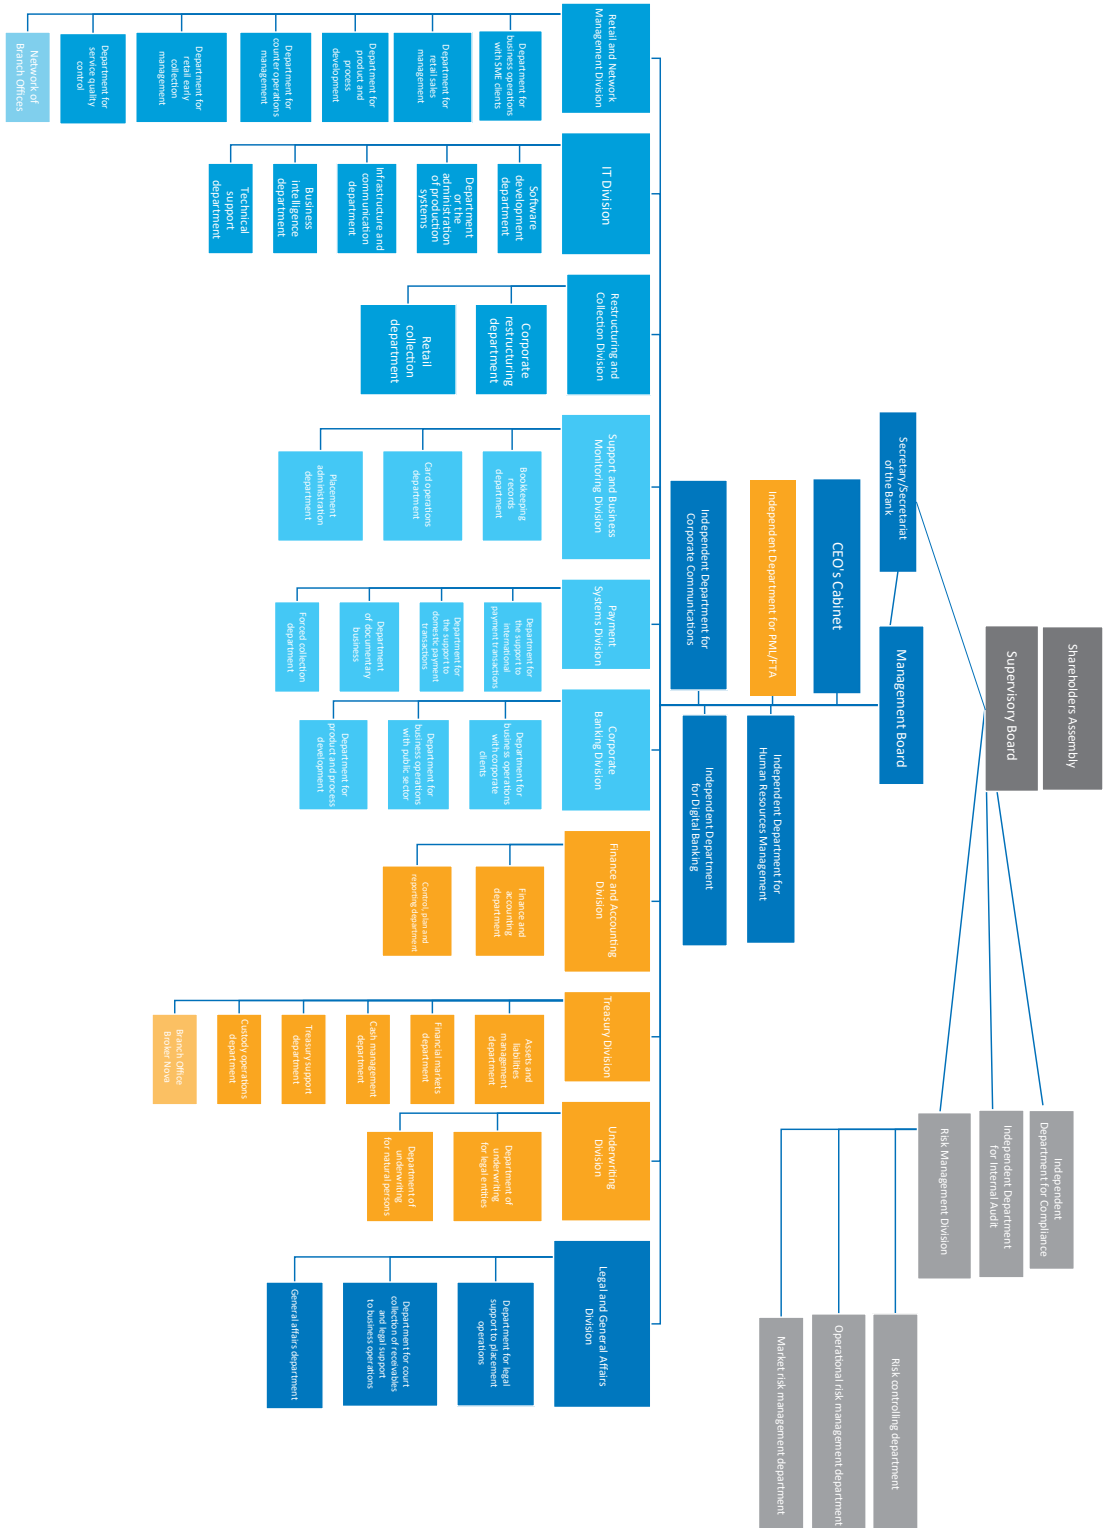 Shareholders Assembly
Supervisory Board
Secretary/Secretariat
of the Bank
Management Board
Independent
Department for Compliance
Independent Department
for Internal Audit
Risk Management Division
Risk controlling department
Operational risk management department
Market risk management department
CEO's Cabinet
Independent Department for PML/FTA
Independent Department for
Human Resources Management
Independent Department for
Corporate Communications
Independent Department
for Digital Banking
Retail and Network
Management Division
Department for
business operations
with SME clients
Department for
retail sales
management
Department for
product and
process
development
Department for
counter operations
management
Department for
retail early
collection
management
Department for
service quality
control
Network of
Branch Offices
IT Division
Software
development
department
Department
or the
administration
of production
systems
Infrastructure and
communication
department
Business
intelligence
department
Technical
support
department
Restructuring and
Collection Division
Corporate
restructuring
department
Retail
collection
department
Support and Business
Monitoring Division
Bookkeeping
records
department
Card operations
department
Placement
administration
department
Payment
Systems Division
Department for
the support to
international
payment transactions
Department for
the support to
domestic payment
transactions
Department
of documentary
business
Forced collection
department
Corporate
Banking Division
Department for
business operations
with corporate
clients
Department for
business operations
with public sector
Department for
product and process
development
Finance and Accounting
Division
Finance and
accounting
department
Control, plan and
reporting department
Treasury Division
Assets and
liabilities
management
department
Financial markets
department
Cash management
department
Treasury support
department
Custody operations
department
Branch Office
Broker Nova
Underwriting
Division
Department of
underwriting
for legal entities
Department of
underwriting
for natural persons
Legal and General Affairs
Division
Department for legal
support to placement
operations
Department for court
collection of receivables
and legal support
to business operations
General affairs department